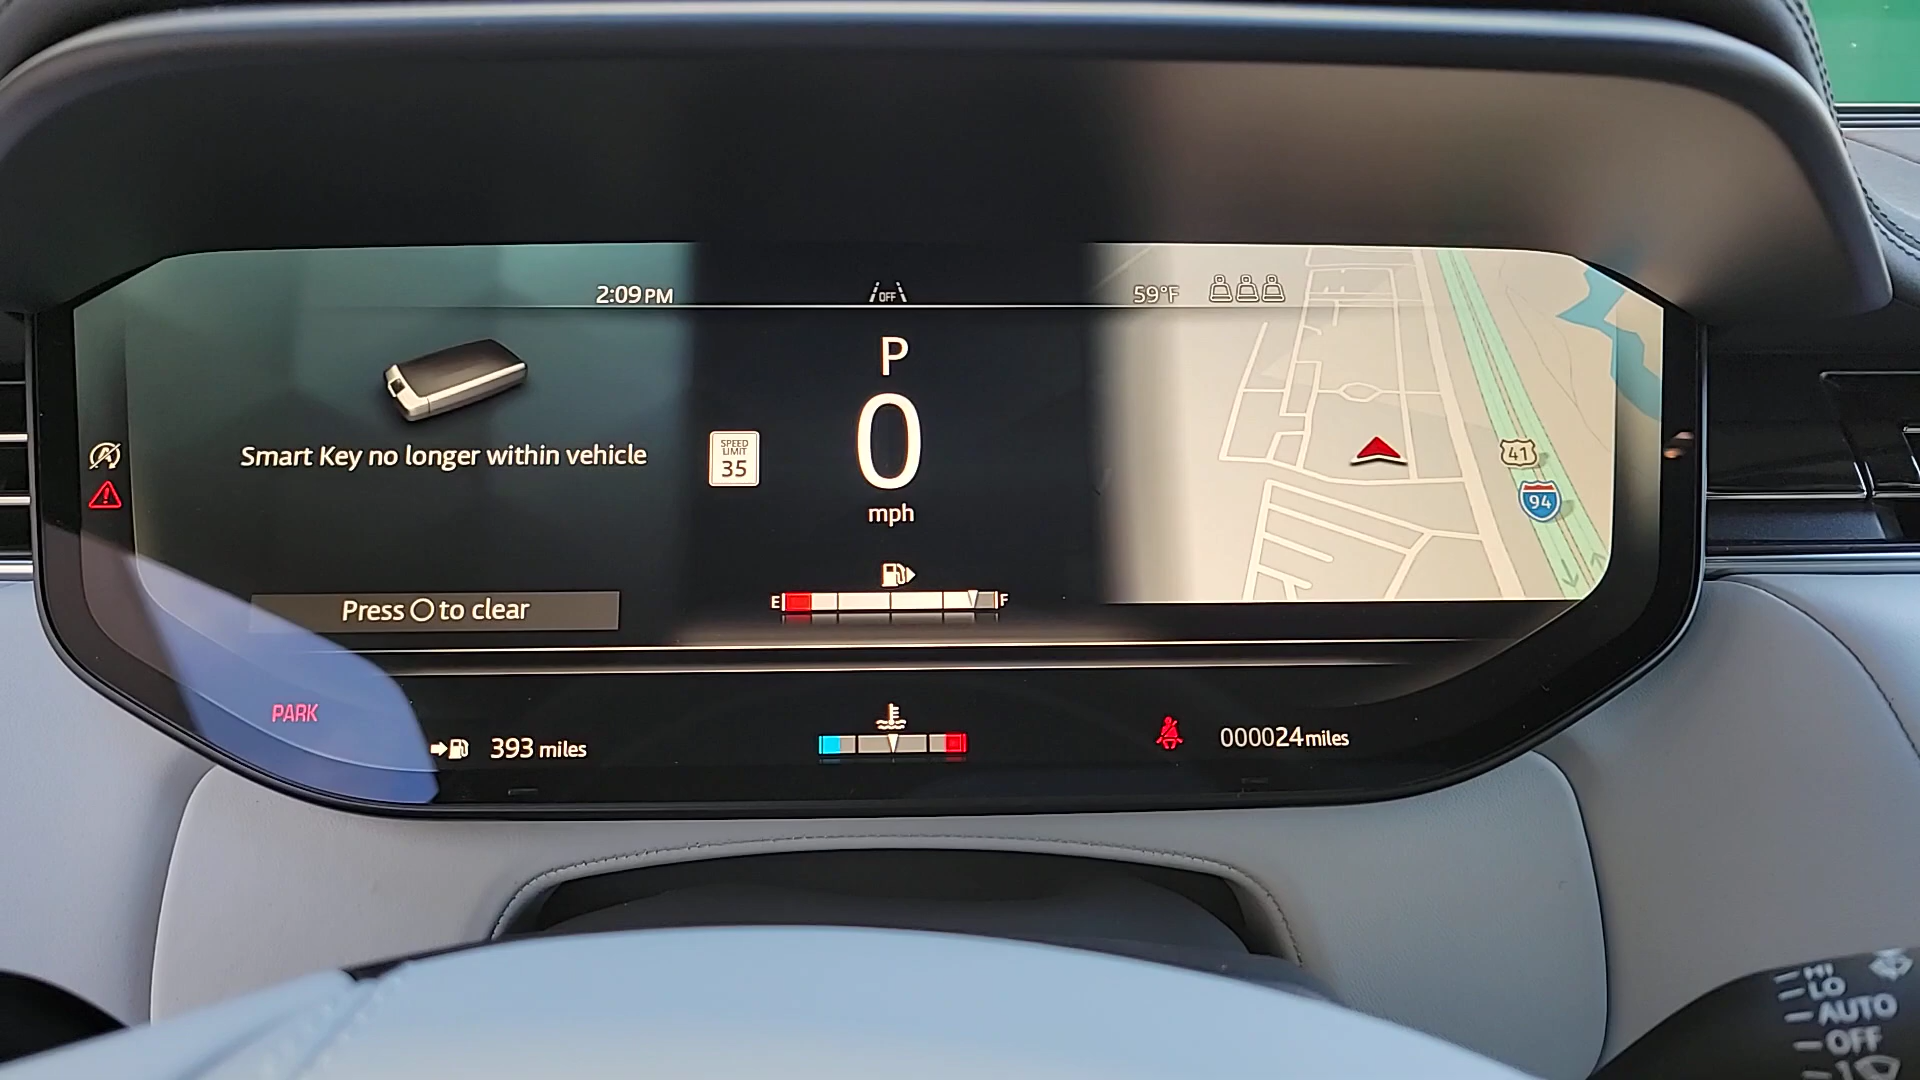 2:09 PM
OFF
59°F
P
0
mph
SPEED
LIMIT
35
Smart Key no longer within vehicle
Press O to clear
E
F
41
94
PARK
393 miles
000024 miles
HI
LO
AUTO
OFF